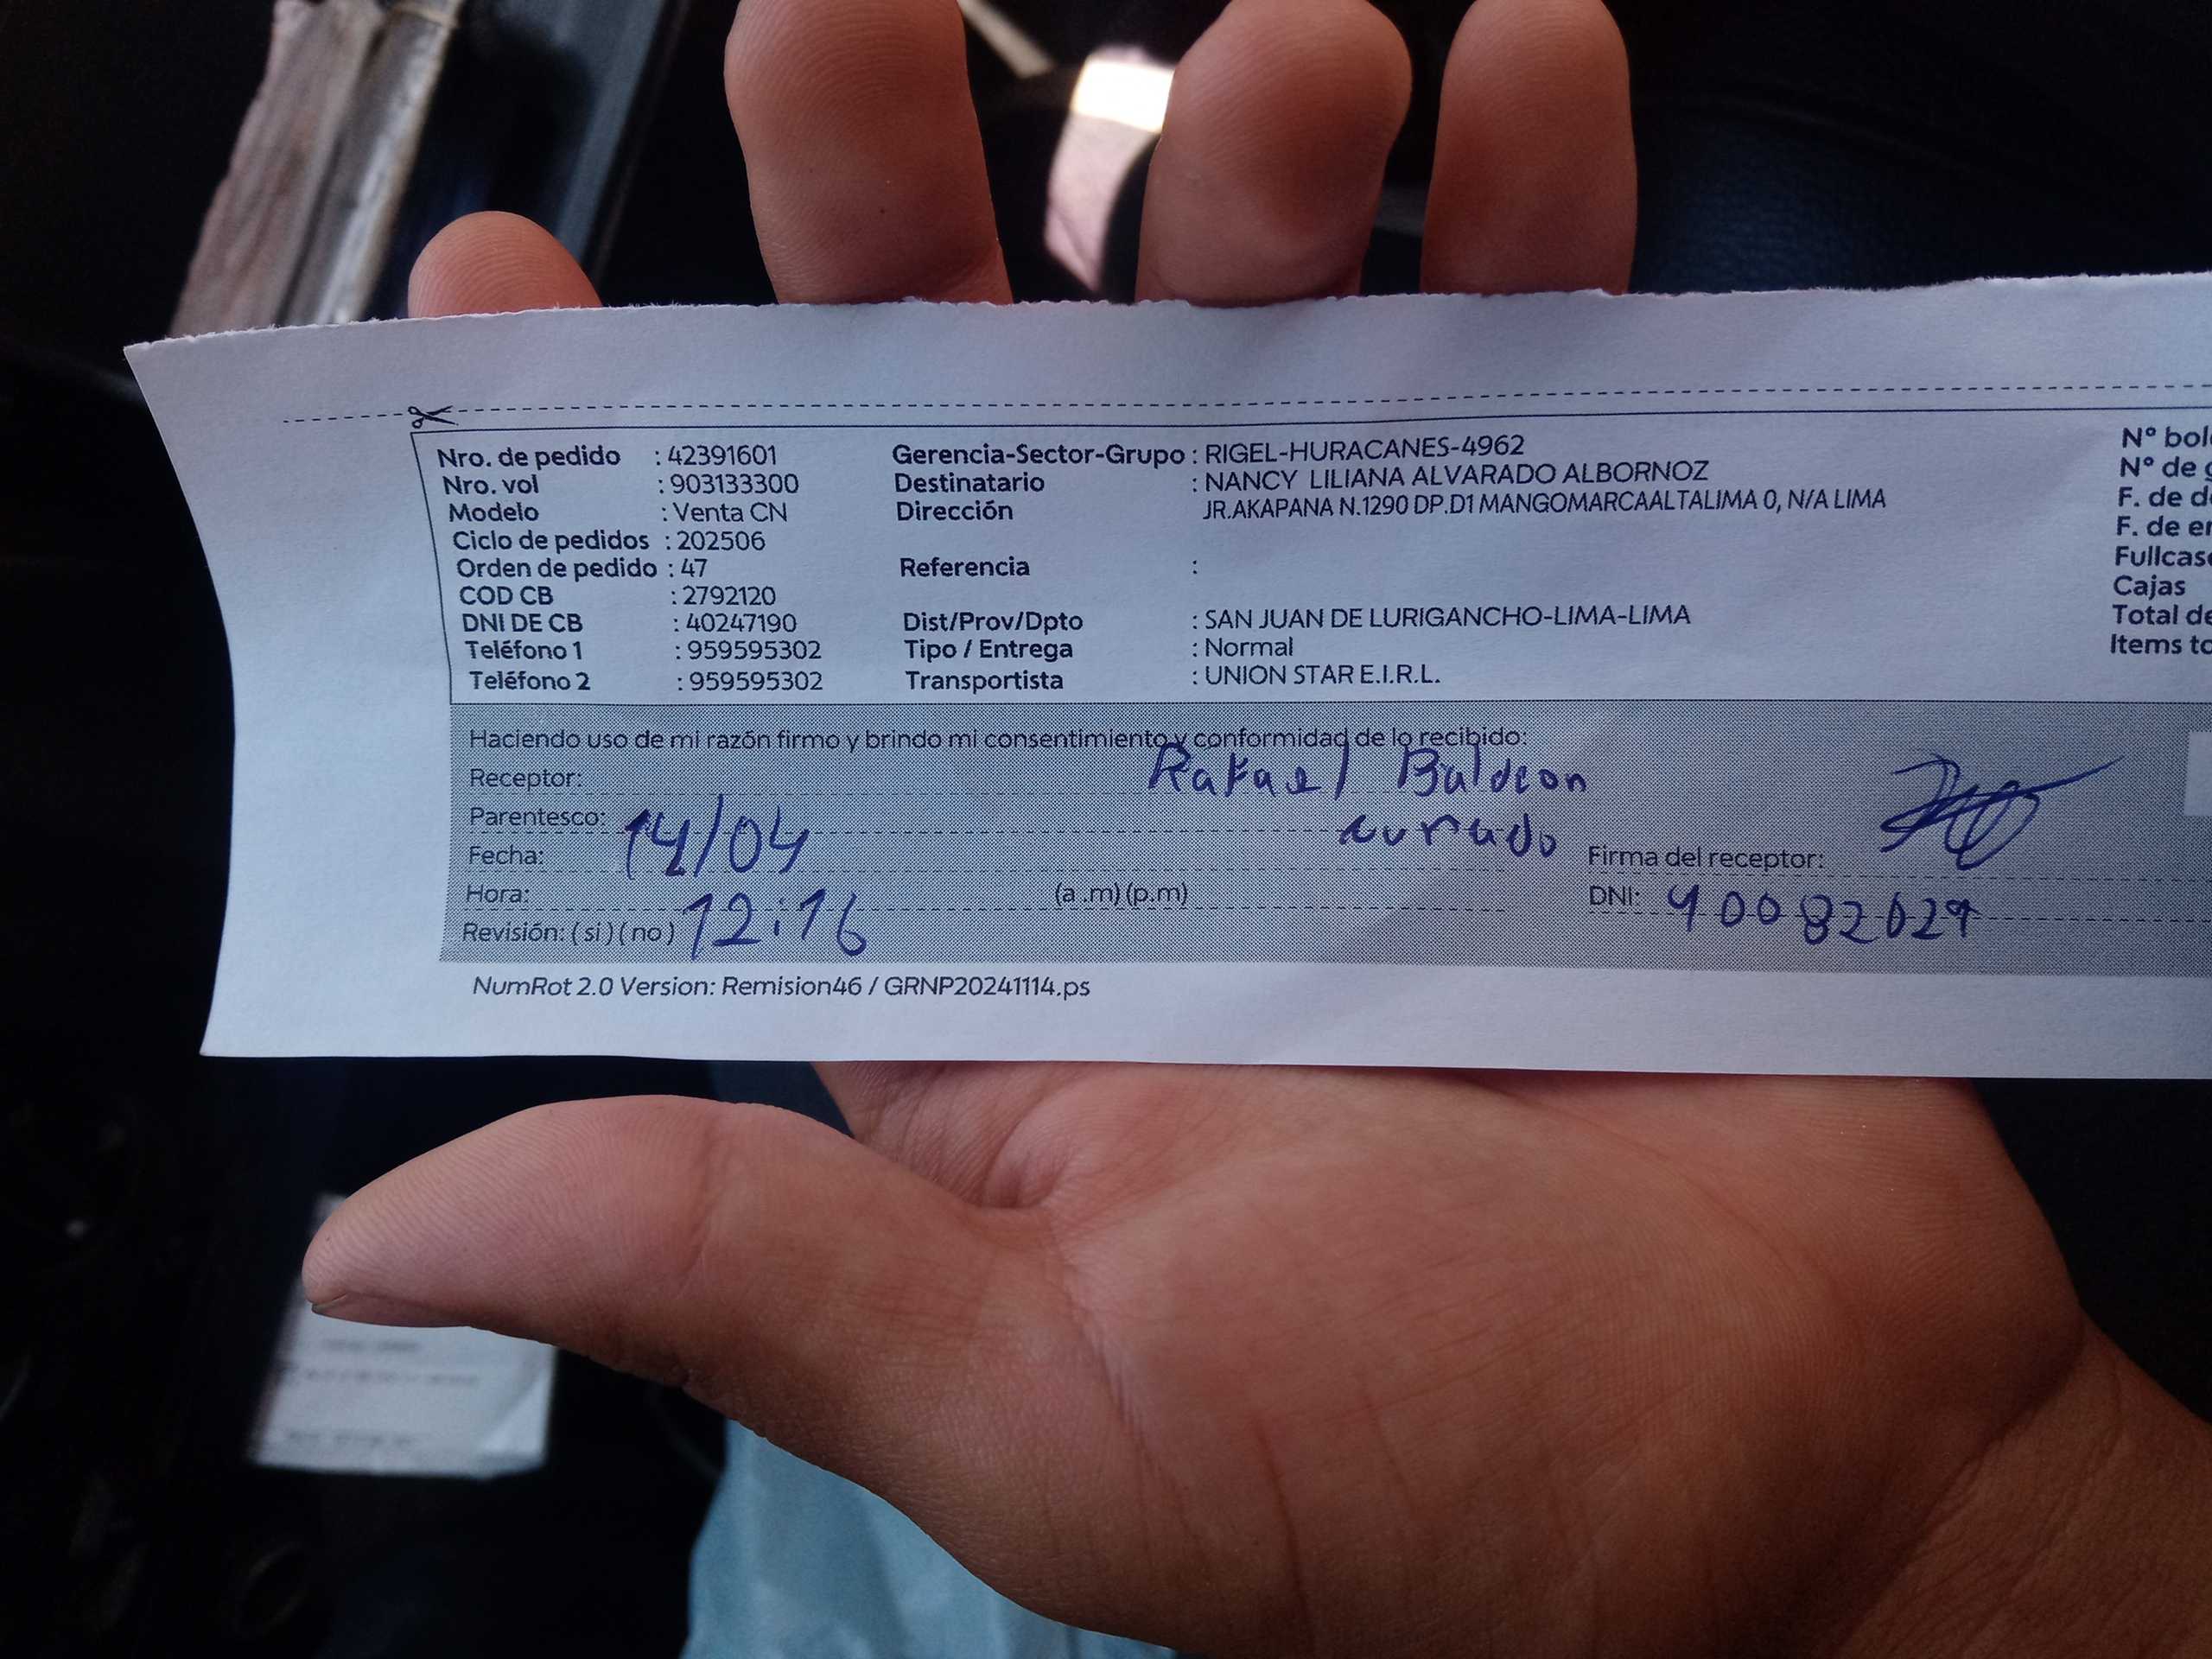 Nro. de pedido : 42391601
Nro. vol : 903133300
Modelo : Venta CN
Ciclo de pedidos : 202506
Orden de pedido : 47
COD CB : 2792120
DNI DE CB : 40247190
Teléfono 1 : 959595302
Teléfono 2 : 959595302
Gerencia-Sector-Grupo : RIGEL-HURACANES-4962
Destinatario : NANCY LILIANA ALVARADO ALBORNOZ
Dirección JR.AKAPANA N.1290 DP.D1 MANGOMARCAALTALIMA 0, N/A LIMA
Referencia :
Dist/Prov/Dpto : SAN JUAN DE LURIGANCHO-LIMA-LIMA
Tipo / Entrega : Normal
Transportista : UNION STAR E.I.R.L.
N° bol
N° de
F. de d
F. de e
Fullcas
Cajas
Total de
Items to
Haciendo uso de mi razón firmo y brindo mi consentimiento y conformidad de lo recibido:
Receptor: Rafael Baldeon
Parentesco: cuñado
Fecha: 14/04 Firma del receptor:
Hora: 12:16 (a .m) (p.m) DNI: 40082029
Revisión: ( si ) ( no )
NumRot 2.0 Version: Remision46 / GRNP20241114.ps